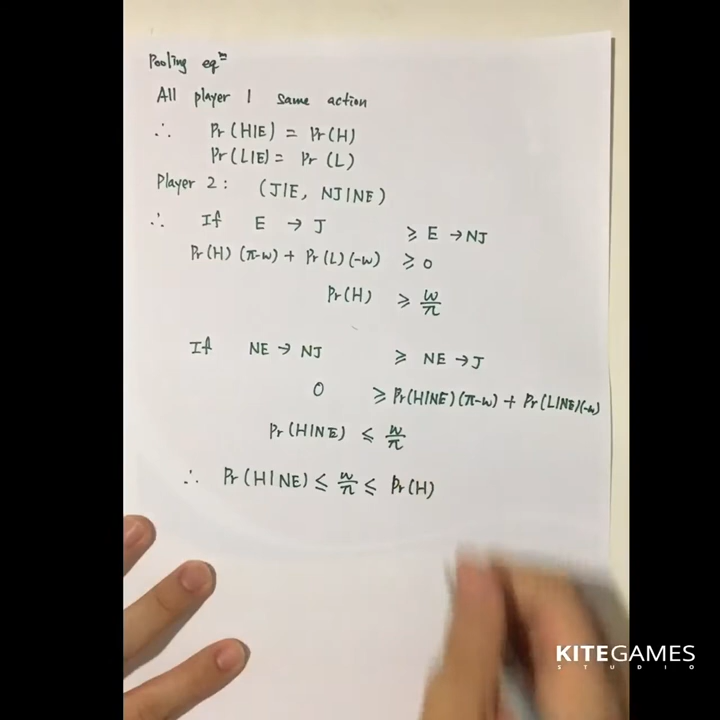 Pooling eqᵐ
All player 1 same action
∴ Pr(H|E) = Pr(H)
Pr(L|E) = Pr(L)
Player 2: (J|E, NJ|NE)
∴ If E → J ≥ E → NJ
Pr(H)(π-w) + Pr(L)(-w) ≥ 0
Pr(H) ≥ w/π
If NE → NJ ≥ NE → J
0 ≥ Pr(H|NE)(π-w) + Pr(L|NE)(-w)
Pr(H|NE) ≤ w/π
∴ Pr(H|NE) ≤ w/π ≤ Pr(H)
KITEGAMES
STUDIO